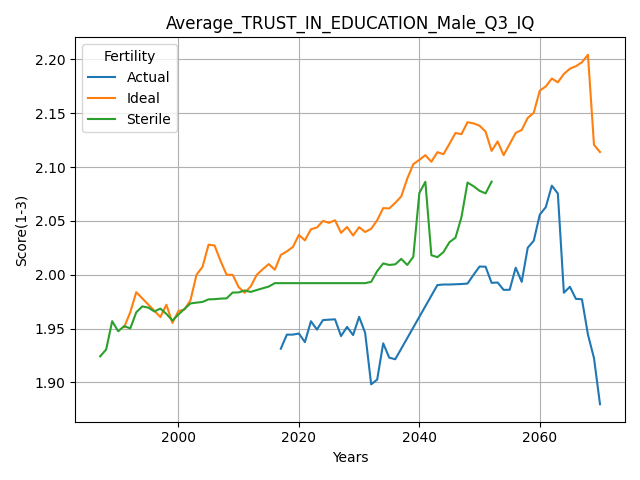 Average_TRUST_IN_EDUCATION_Male_Q3_IQ
Fertility
Actual
Ideal
Sterile
Score(1-3)
2.20
2.15
2.10
2.05
2.00
1.95
1.90
2000
2020
2040
2060
Years